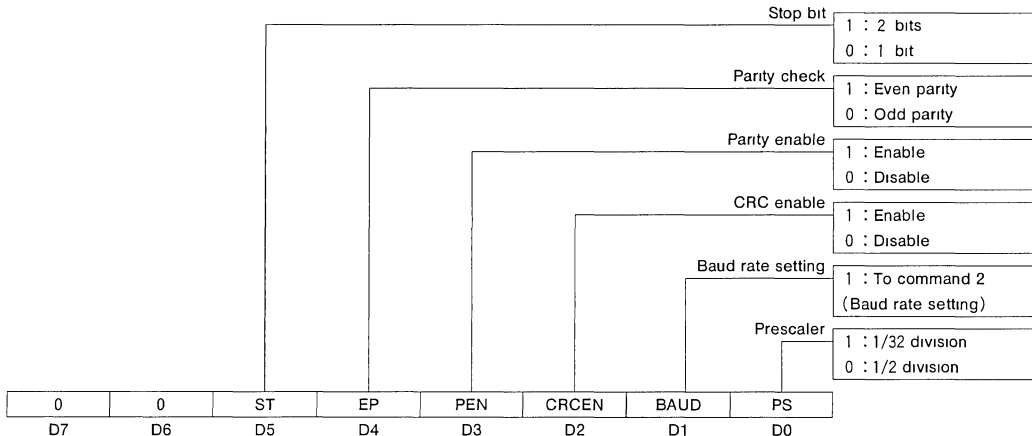 Stop bit
1 : 2 bits
0 : 1 bit
Parity check
1 : Even parity
0 : Odd parity
Parity enable
1 : Enable
0 : Disable
CRC enable
1 : Enable
0 : Disable
Baud rate setting
1 : To command 2
(Baud rate setting)
Prescaler
1 : 1/32 division
0 : 1/2 division
0 0 ST EP PEN CRCEN BAUD PS
D7 D6 D5 D4 D3 D2 D1 D0